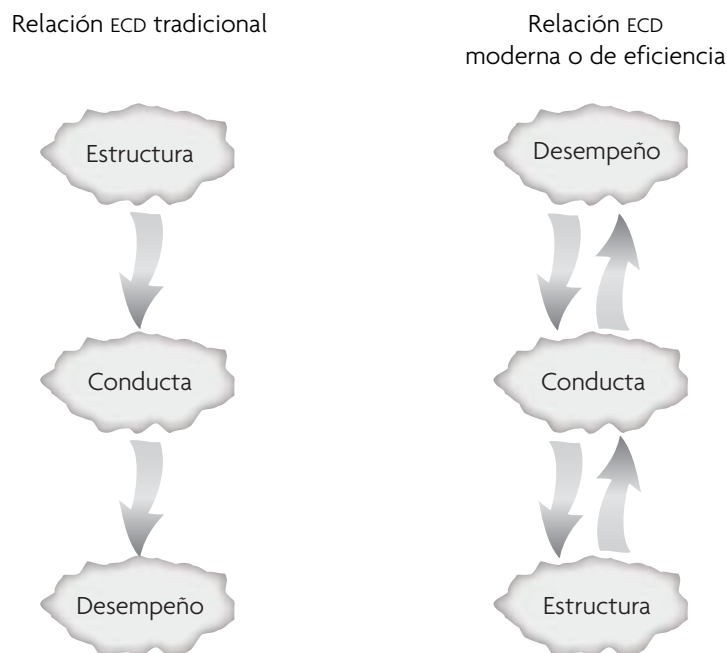 Relación ECD tradicional
Estructura
Conducta
Desempeño
Relación ECD
moderna o de eficiencia
Desempeño
Conducta
Estructura